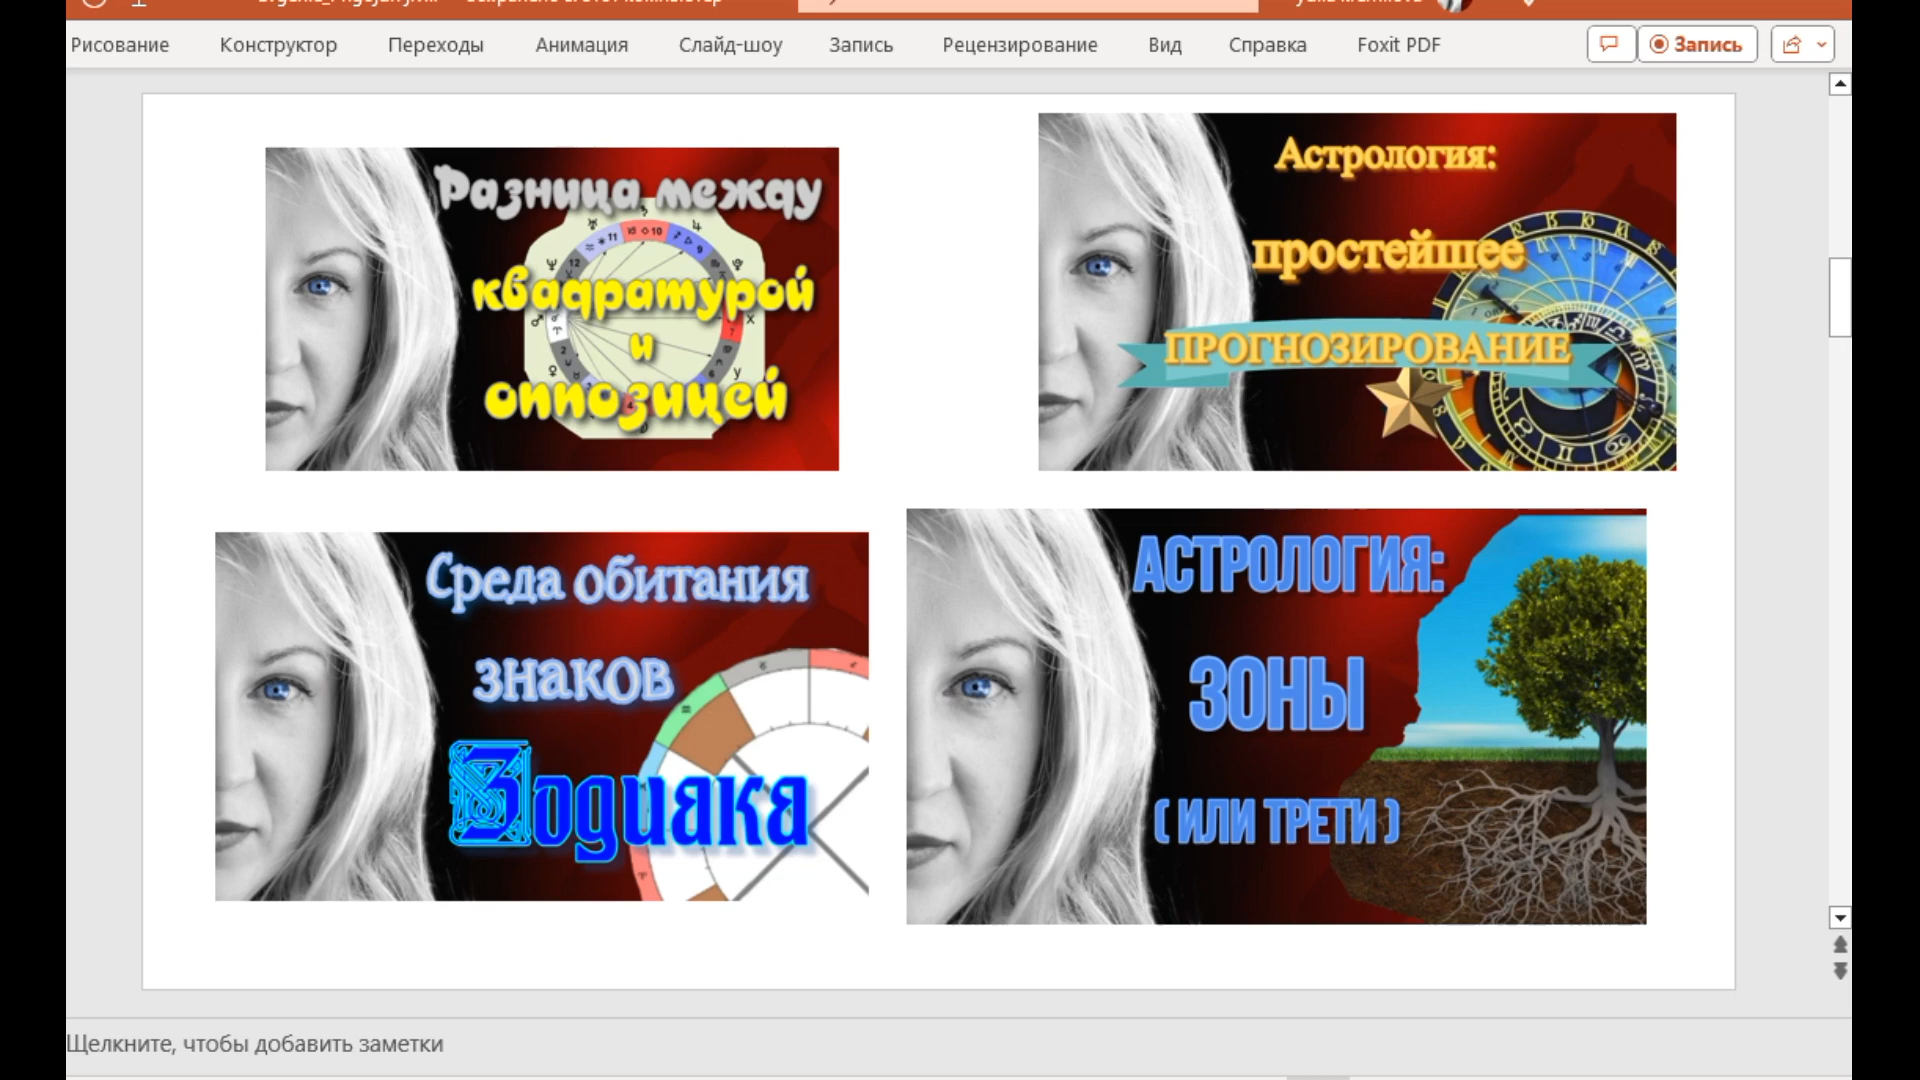 Рисование Конструктор Переходы Анимация Слайд-шоу Запись Рецензирование Вид Справка Foxit PDF Запись
Разница между
квадратурой
и
оппозицией
Астрология:
простейшее
ПРОГНОЗИРОВАНИЕ
Среда обитания
знаков
Зодиака
АСТРОЛОГИЯ:
ЗОНЫ
( ИЛИ ТРЕТИ )
Щелкните, чтобы добавить заметки